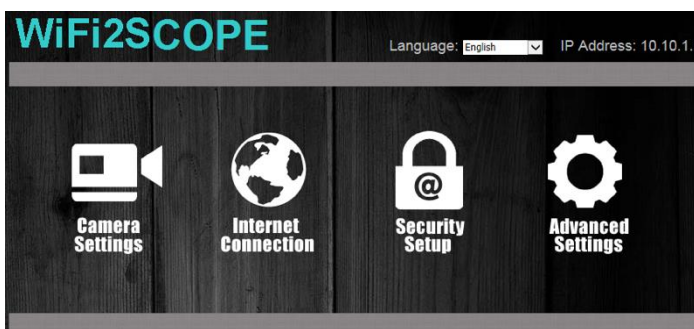 WiFi2SCOPE
Language: English IP Address: 10.10.1.
Camera
Settings
Internet
Connection
@
Security
Setup
Advanced
Settings